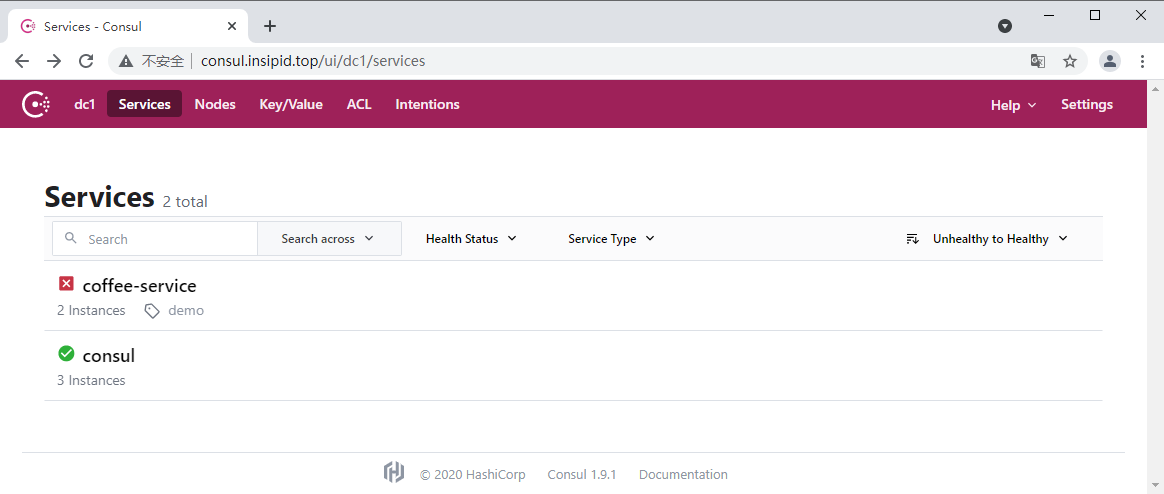 Services - Consul
不安全 consul.insipid.top/ui/dc1/services
dc1 Services Nodes Key/Value ACL Intentions Help Settings
Services 2 total
Search Search across Health Status Service Type Unhealthy to Healthy
coffee-service
2 Instances demo
consul
3 Instances
© 2020 HashiCorp Consul 1.9.1 Documentation